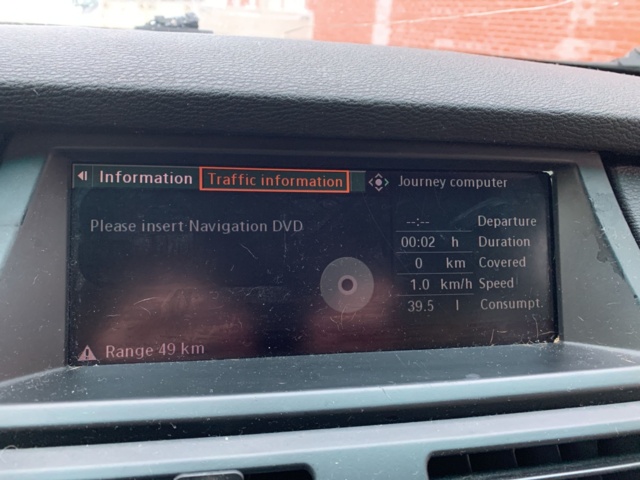 Information Traffic information Journey computer
Please insert Navigation DVD
--:-- Departure
00:02 h Duration
0 km Covered
1.0 km/h Speed
39.5 l Consumpt.
Range 49 km